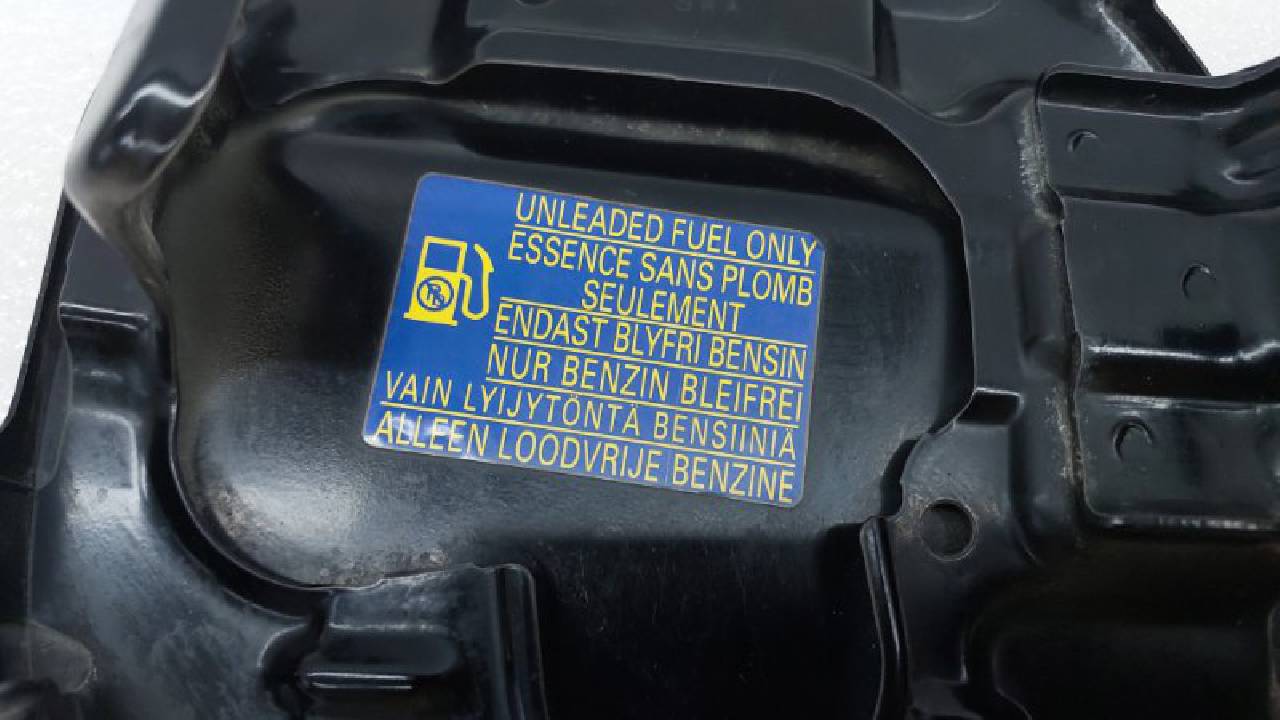 UNLEADED FUEL ONLY
ESSENCE SANS PLOMB
SEULEMENT
ENDAST BLYFRI BENSIN
NUR BENZIN BLEIFREI
VAIN LYIJYTÖNTÄ BENSIINIÄ
ALLEEN LOODVRIJE BENZINE